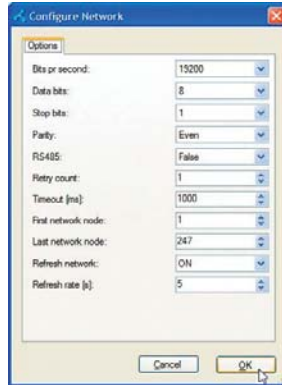 Configure Network
Options
Bits pr second: 15200
Data bits: 8
Stop bits: 1
Parity: Even
RS485: False
Retry count: 1
Timeout [ms]: 1000
First network node: 1
Last network node: 247
Refresh network: ON
Refresh rate [s]: 5
Cancel OK